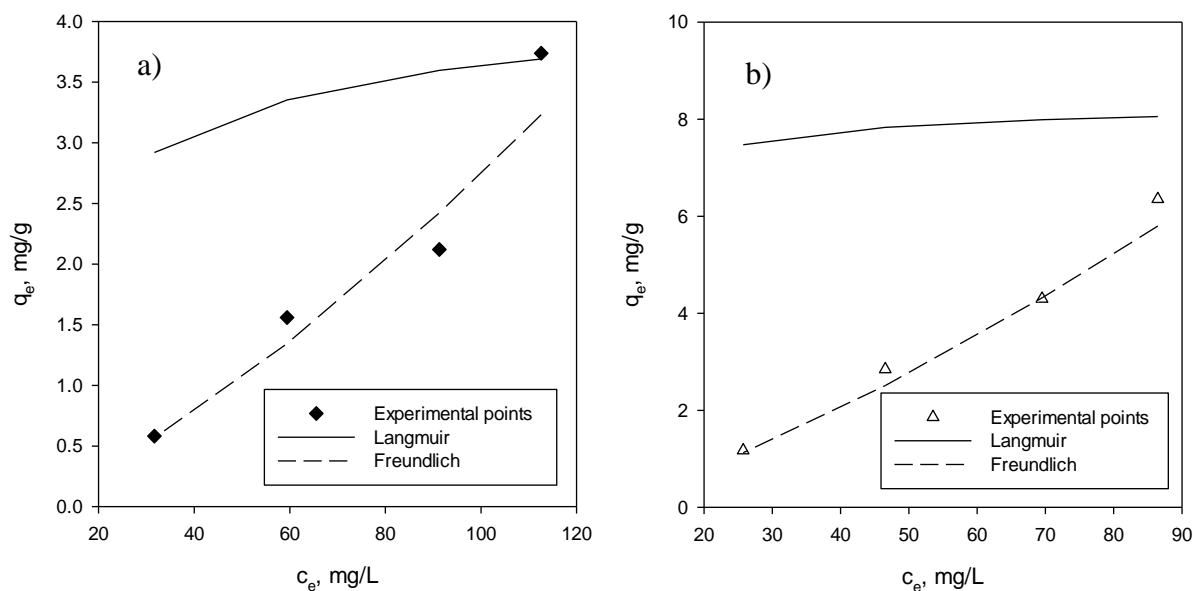 a)
4.0
3.5
3.0
2.5
2.0
1.5
1.0
0.5
0.0
qe, mg/g
20 40 60 80 100 120
ce, mg/L
Experimental points
Langmuir
Freundlich
b)
10
8
6
4
2
0
qe, mg/g
20 30 40 50 60 70 80 90
ce, mg/L
Experimental points
Langmuir
Freundlich